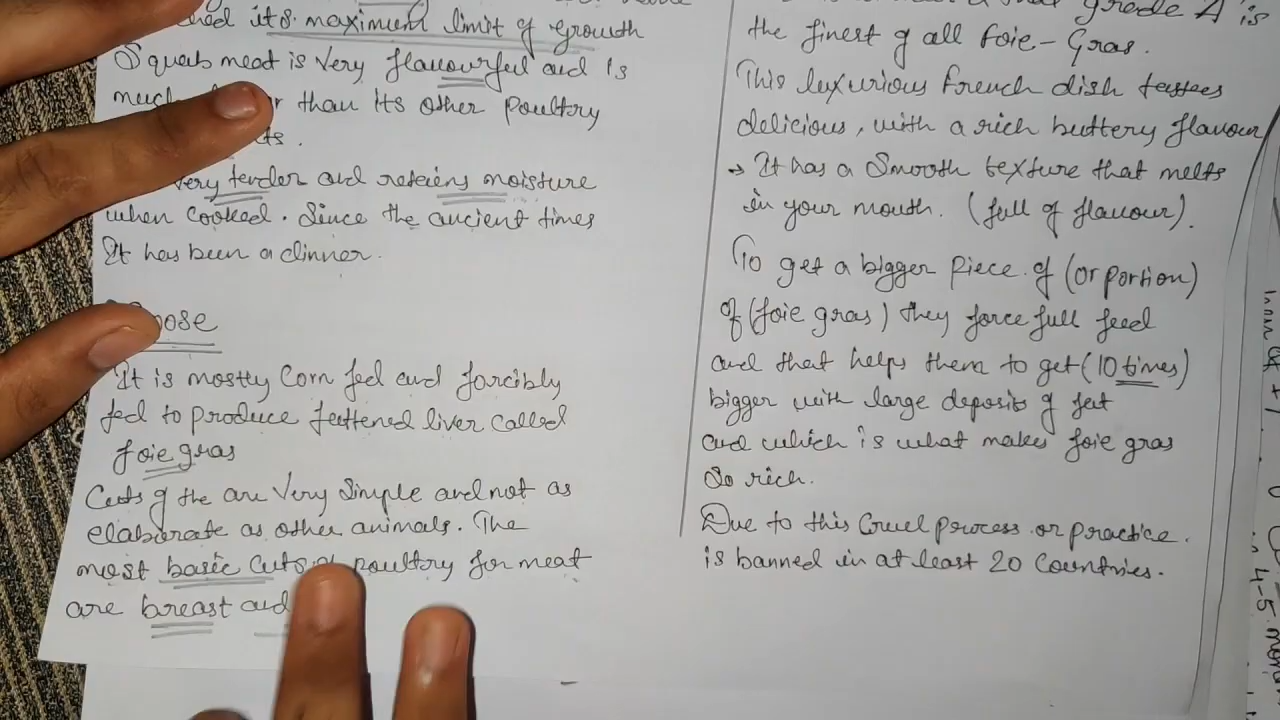 its maximum limit of growth
Squabs meat is very flavourful and is
than its other poultry
very tender and retains moisture
when cooked. Since the ancient times
It has been a dinner.
It is mostly Corn fed and forcibly
fed to produce fattened liver called
foie gras
Cuts of the are very simple and not as
elaborate as other animals. The
most basic Cuts poultry for meat
are breast and
grade A is
the finest of all foie-Gras.
This luxurious french dish tastes
delicious, with a rich buttery flavour
→ It has a smooth texture that melts
in your mouth. (full of flavour).
To get a bigger piece of (or portion)
of (foie gras) they force full feed
and that helps them to get (10 times)
bigger with large deposits of fat
and which is what makes foie gras
so rich.
Due to this Cruel process or practice.
is banned in at least 20 Countries.
4-5